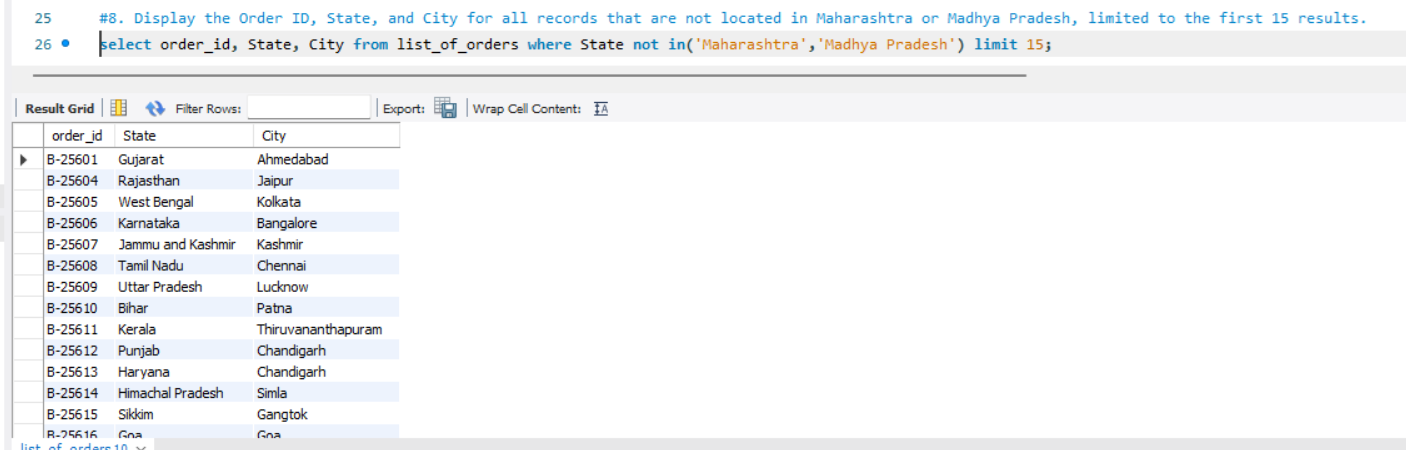 25 #8. Display the Order ID, State, and City for all records that are not located in Maharashtra or Madhya Pradesh, limited to the first 15 results.
26 select order_id, State, City from list_of_orders where State not in('Maharashtra','Madhya Pradesh') limit 15;
Result Grid Filter Rows: Export: Wrap Cell Content: IA
order_id State City
B-25601 Gujarat Ahmedabad
B-25604 Rajasthan Jaipur
B-25605 West Bengal Kolkata
B-25606 Karnataka Bangalore
B-25607 Jammu and Kashmir Kashmir
B-25608 Tamil Nadu Chennai
B-25609 Uttar Pradesh Lucknow
B-25610 Bihar Patna
B-25611 Kerala Thiruvananthapuram
B-25612 Punjab Chandigarh
B-25613 Haryana Chandigarh
B-25614 Himachal Pradesh Simla
B-25615 Sikkim Gangtok
B-25616 Goa Goa
list_of_orders10